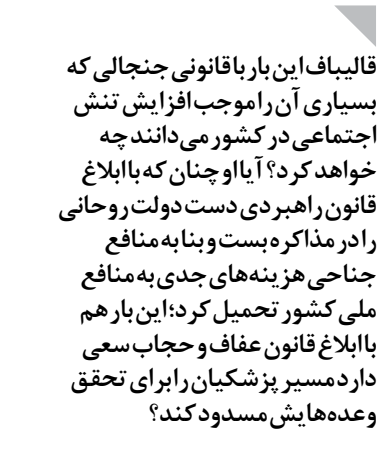 قالیباف این بار با قانونی جنجالی که
بسیاری آن را موجب افزایش تنش
اجتماعی در کشور می‌دانند چه
خواهد کرد؟ آیا او چنان که با ابلاغ
قانون راهبردی دست دولت روحانی
را در مذاکره بست و بنا به منافع
جناحی هزینه‌های جدی به منافع
ملی کشور تحمیل کرد؛ این بار هم
با ابلاغ قانون عفاف و حجاب سعی
دارد مسیر پزشکیان را برای تحقق
وعده‌هایش مسدود کند؟